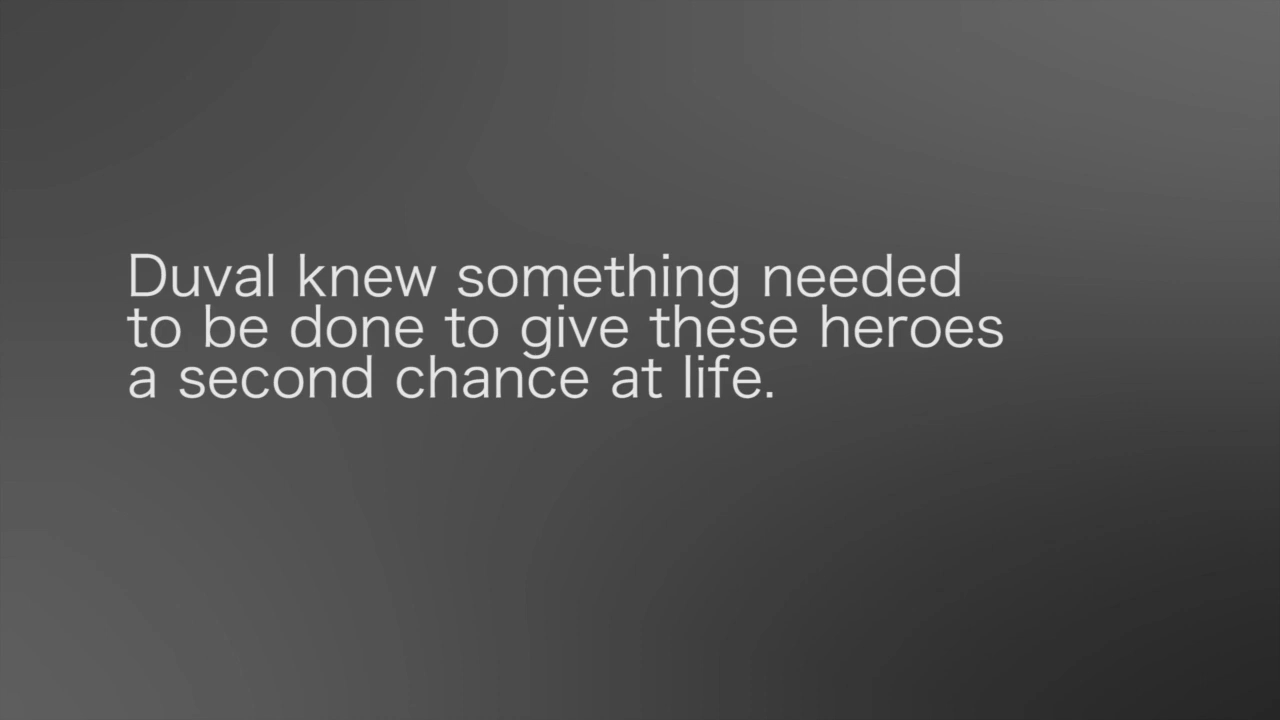 Duval knew something needed
to be done to give these heroes
a second chance at life.